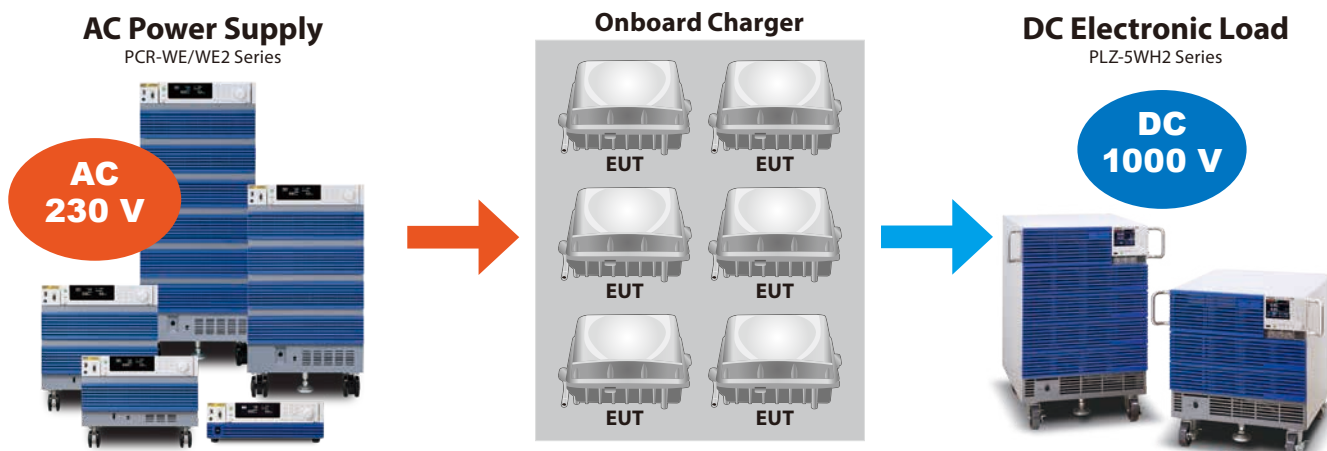 AC Power Supply
PCR-WE/WE2 Series
AC
230 V
Onboard Charger
EUT
EUT
EUT
EUT
EUT
EUT
DC Electronic Load
PLZ-5WH2 Series
DC
1000 V